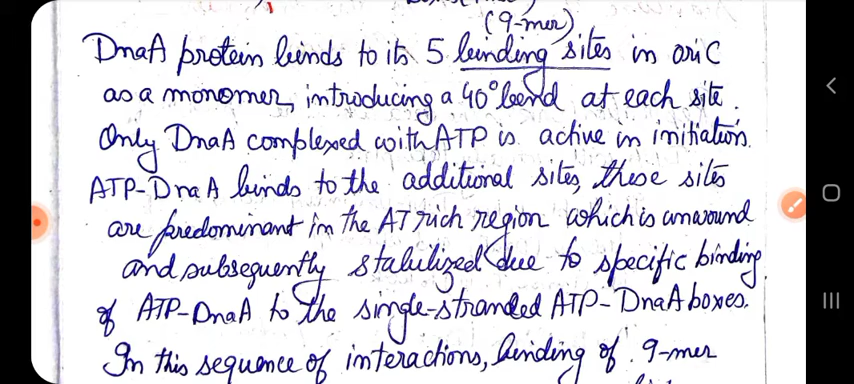 (9-mer)
DnaA protein binds to its 5 binding sites in oriC
as a monomer, introducing a 40° bend at each site.
Only DnaA complexed with ATP is active in initiation.
ATP-DnaA binds to the additional sites, these sites
are predominant in the AT rich region which is unwound
and subsequently stabilized due to specific binding
of ATP-DnaA to the single-stranded ATP-DnaA boxes.
In this sequence of interactions, binding of 9-mer